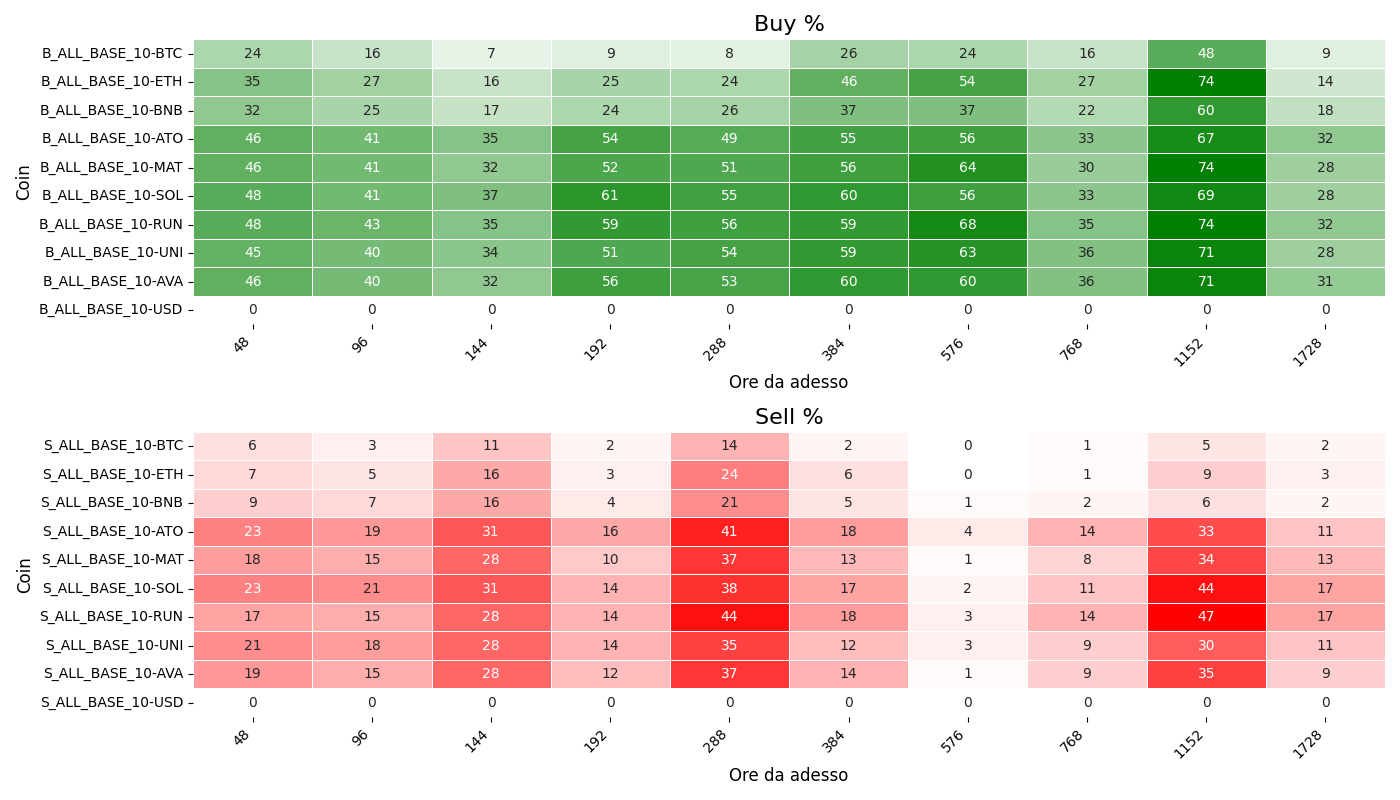 Buy %
Coin
B_ALL_BASE_10-BTC 24 16 7 9 8 26 24 16 48 9
B_ALL_BASE_10-ETH 35 27 16 25 24 46 54 27 74 14
B_ALL_BASE_10-BNB 32 25 17 24 26 37 37 22 60 18
B_ALL_BASE_10-ATO 46 41 35 54 49 55 56 33 67 32
B_ALL_BASE_10-MAT 46 41 32 52 51 56 64 30 74 28
B_ALL_BASE_10-SOL 48 41 37 61 55 60 56 33 69 28
B_ALL_BASE_10-RUN 48 43 35 59 56 59 68 35 74 32
B_ALL_BASE_10-UNI 45 40 34 51 54 59 63 36 71 28
B_ALL_BASE_10-AVA 46 40 32 56 53 60 60 36 71 31
B_ALL_BASE_10-USD 0 0 0 0 0 0 0 0 0 0
48 96 144 192 288 384 576 768 1152 1728
Ore da adesso
Sell %
Coin
S_ALL_BASE_10-BTC 6 3 11 2 14 2 0 1 5 2
S_ALL_BASE_10-ETH 7 5 16 3 24 6 0 1 9 3
S_ALL_BASE_10-BNB 9 7 16 4 21 5 1 2 6 2
S_ALL_BASE_10-ATO 23 19 31 16 41 18 4 14 33 11
S_ALL_BASE_10-MAT 18 15 28 10 37 13 1 8 34 13
S_ALL_BASE_10-SOL 23 21 31 14 38 17 2 11 44 17
S_ALL_BASE_10-RUN 17 15 28 14 44 18 3 14 47 17
S_ALL_BASE_10-UNI 21 18 28 14 35 12 3 9 30 11
S_ALL_BASE_10-AVA 19 15 28 12 37 14 1 9 35 9
S_ALL_BASE_10-USD 0 0 0 0 0 0 0 0 0 0
48 96 144 192 288 384 576 768 1152 1728
Ore da adesso